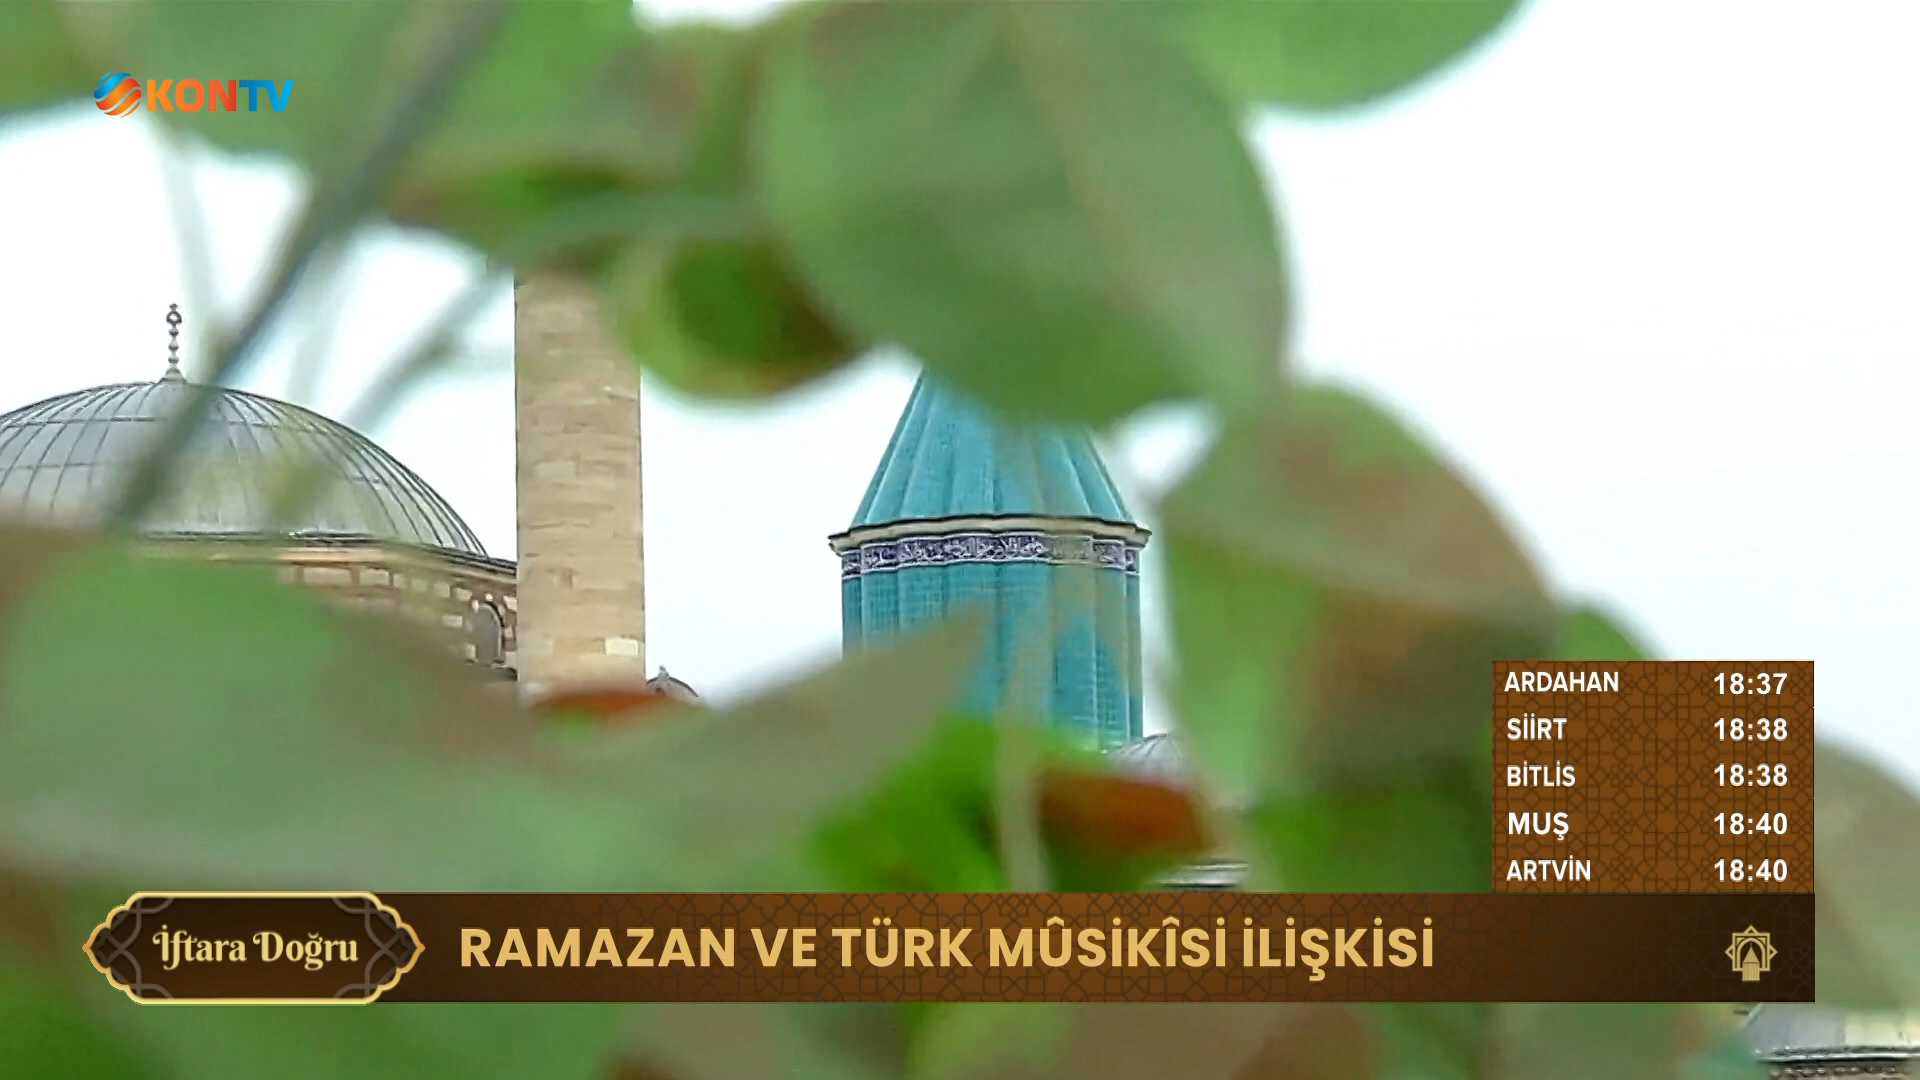 KONTV
ARDAHAN 18:37
SİİRT 18:38
BİTLİS 18:38
MUŞ 18:40
ARTVİN 18:40
İftara Doğru
RAMAZAN VE TÜRK MÛSİKÎSİ İLİŞKİSİ